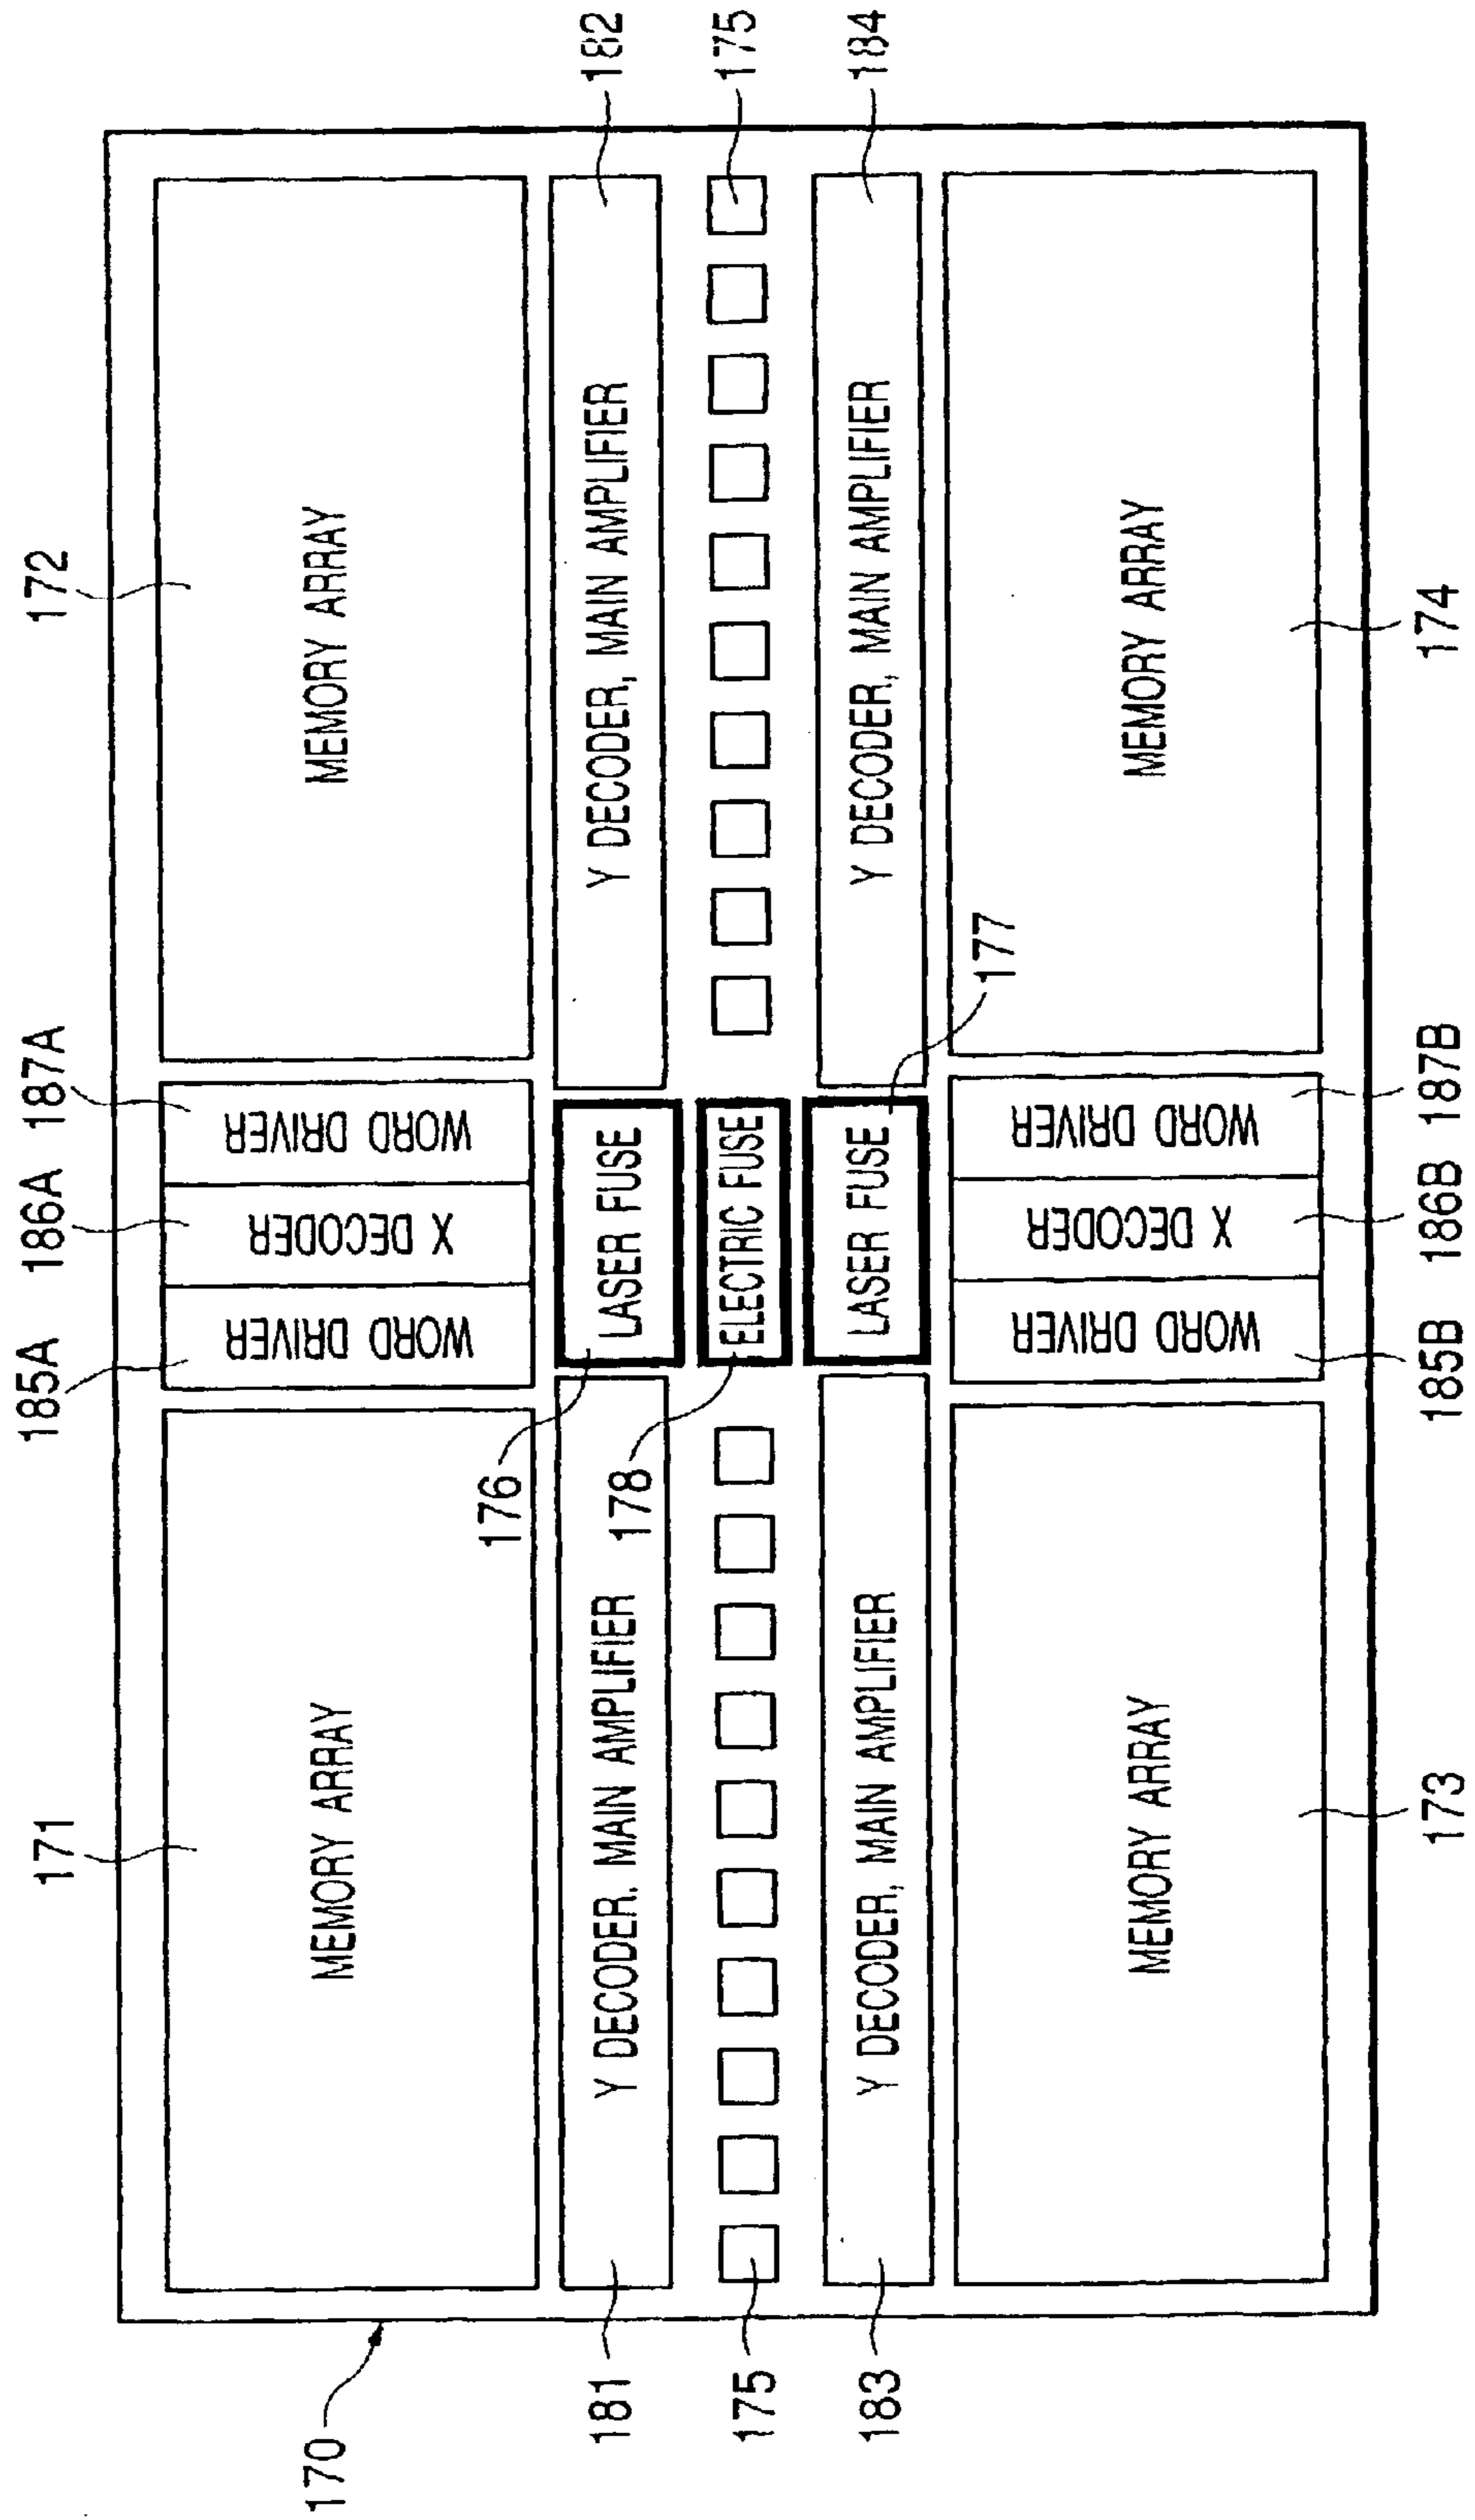 171
185A
186A
187A
172
MEMORY ARRAY
WORD DRIVER
X DECODER
WORD DRIVER
MEMORY ARRAY
170
176
181
Y DECODER. MAIN AMPLIFIER
LASER FUSE
Y DECODER, MAIN AMPLIFIER
182
178
175
ELECTRIC FUSE
175
183
Y DECODER, MAIN AMPLIFIER
LASER FUSE
Y DECODER, MAIN AMPLIFIER
184
177
MEMORY ARRAY
WORD DRIVER
X DECODER
WORD DRIVER
MEMORY ARRAY
173
185B
186B
187B
174